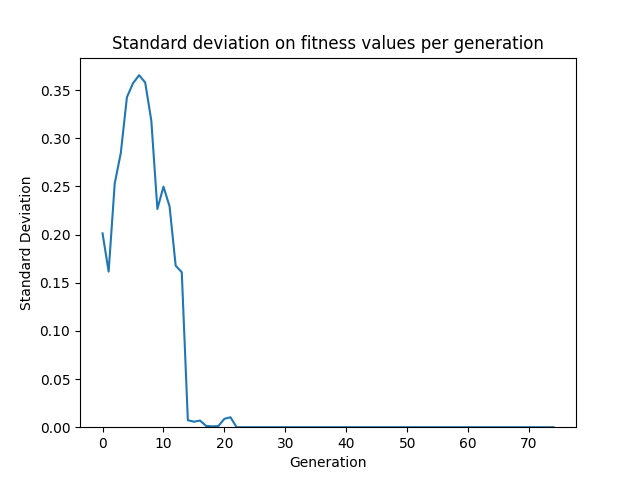 Standard deviation on fitness values per generation
0.35
0.30
0.25
0.20
0.15
0.10
0.05
0.00
Standard Deviation
0 10 20 30 40 50 60 70
Generation